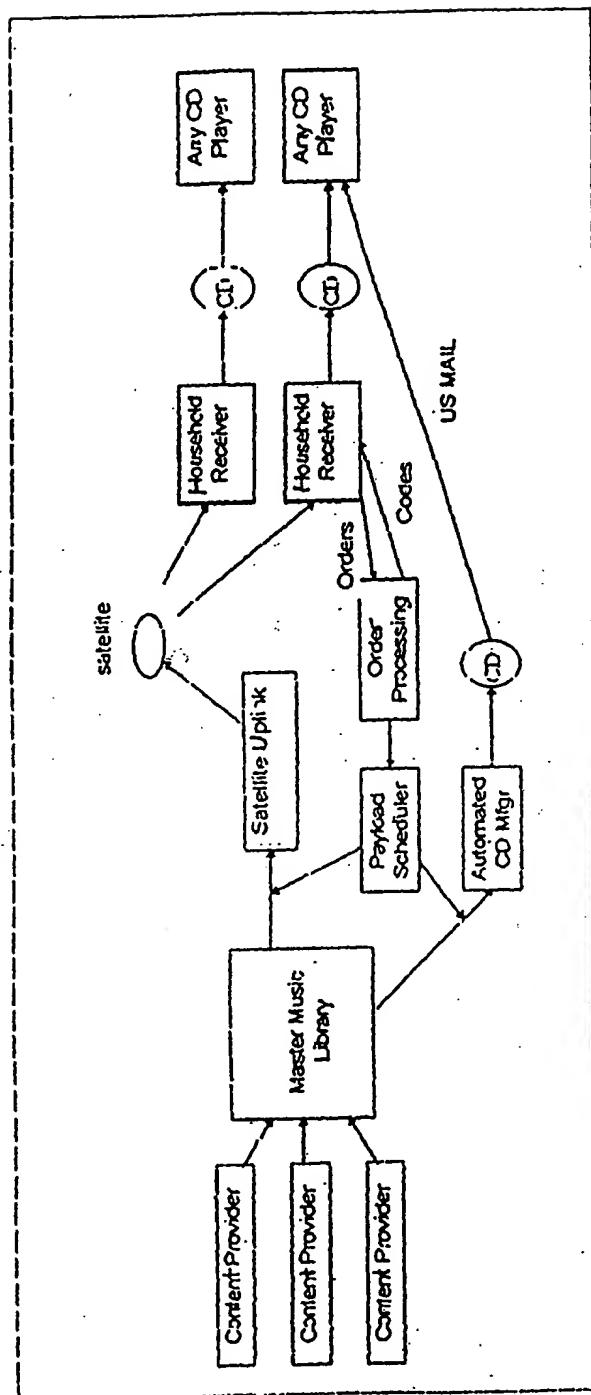 Content Provider
Content Provider
Content Provider
Master Music
Library
Satellite Uplink
satellite
Payload
Scheduler
Order
Processing
Orders
Codes
Automated
CD Mfgr
CD
US MAIL
Household
Receiver
Household
Receiver
CD
CD
Any CD
Player
Any CD
Player